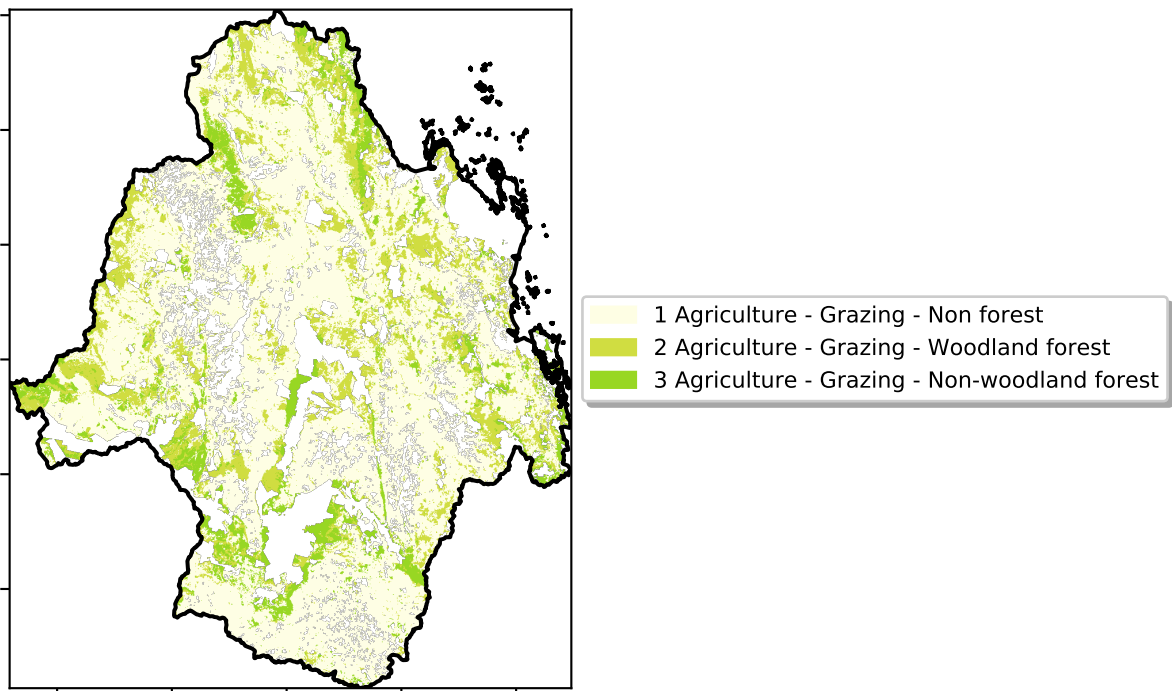 1 Agriculture - Grazing - Non forest
2 Agriculture - Grazing - Woodland forest
3 Agriculture - Grazing - Non-woodland forest